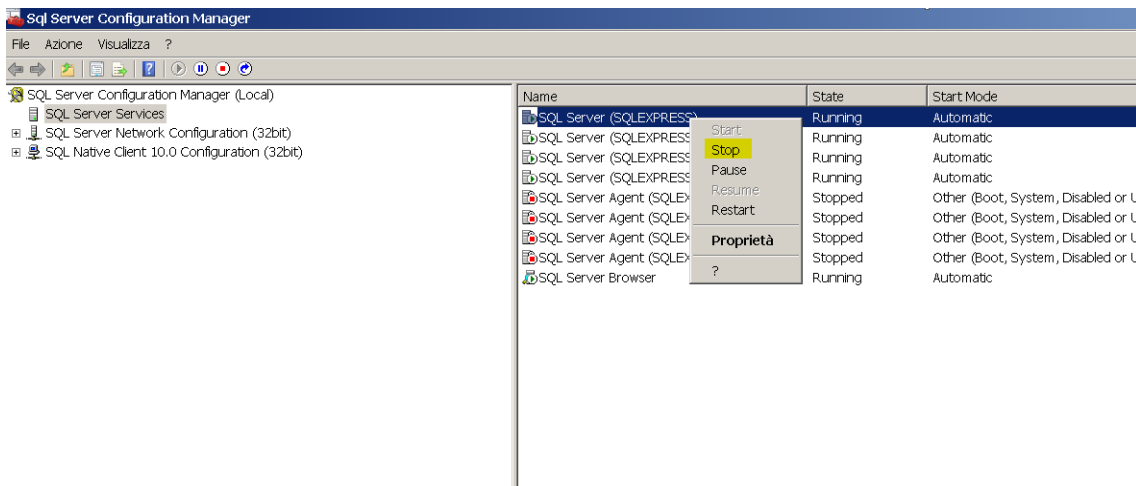 Sql Server Configuration Manager
File Azione Visualizza ?
SQL Server Configuration Manager (Local)
SQL Server Services
SQL Server Network Configuration (32bit)
SQL Native Client 10.0 Configuration (32bit)
Name State Start Mode
SQL Server (SQLEXPRESS) Running Automatic
SQL Server (SQLEXPRESS Running Automatic
SQL Server (SQLEXPRESS Running Automatic
SQL Server (SQLEXPRESS Running Automatic
SQL Server Agent (SQLEX Stopped Other (Boot, System, Disabled or U
SQL Server Agent (SQLEX Stopped Other (Boot, System, Disabled or U
SQL Server Agent (SQLEX Stopped Other (Boot, System, Disabled or U
SQL Server Agent (SQLEX Stopped Other (Boot, System, Disabled or U
SQL Server Browser Running Automatic
Start
Stop
Pause
Resume
Restart
Proprietà
?